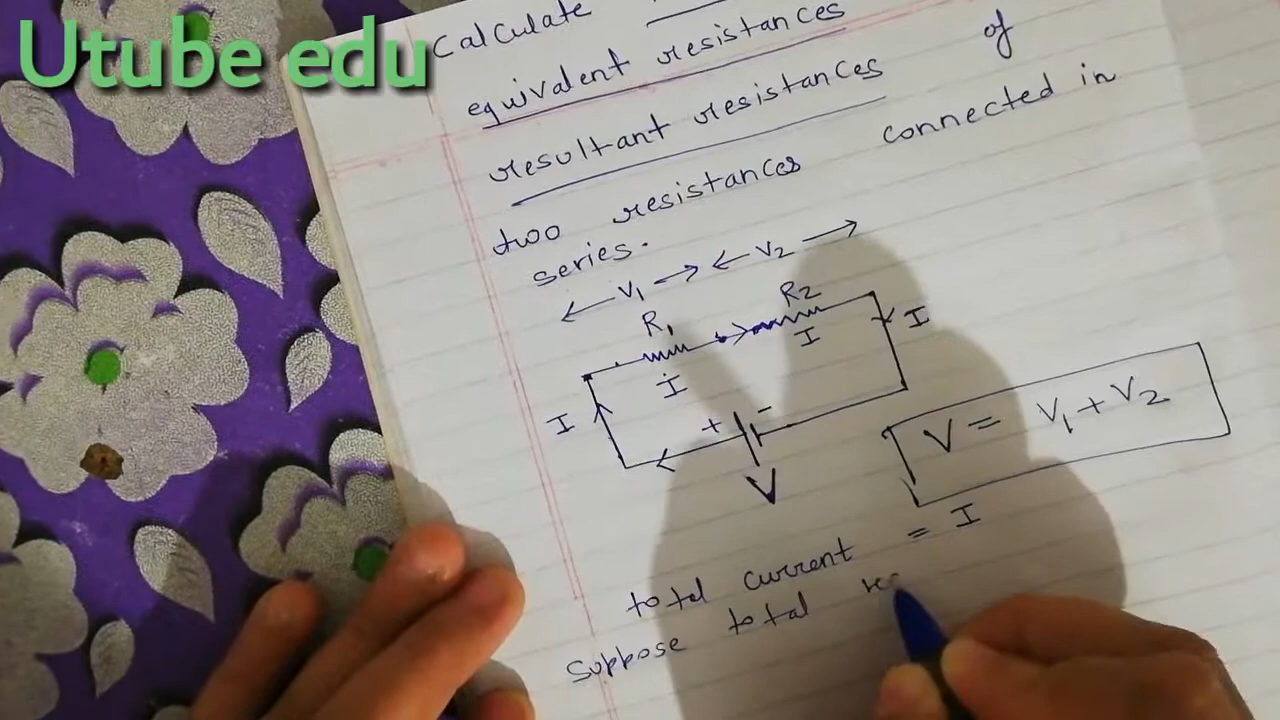 Utube edu
Calculate
equivalent resistances
resultant resistances of
two resistances connected in
series.
V1 V2
R1 R2
I I I
I
+ -
V
V = V1 + V2
total current = I
Suppose total